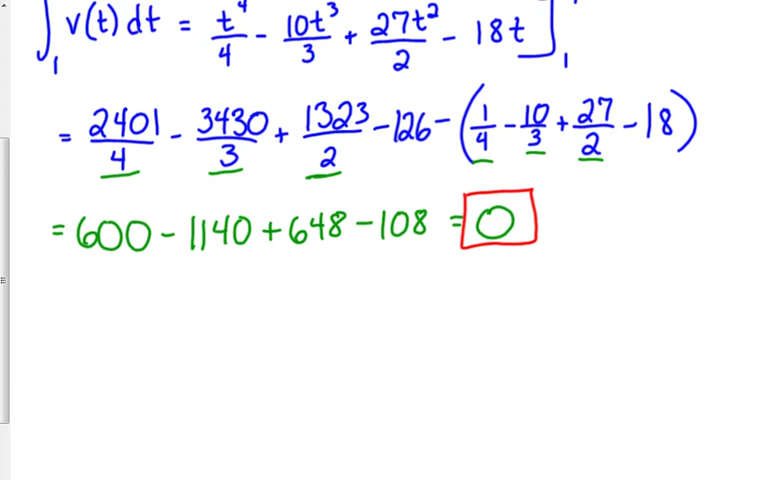 ∫₁ v(t) dt = t⁴/4 - 10t³/3 + 27t²/2 - 18t ]₁
= 2401/4 - 3430/3 + 1323/2 - 126 - (1/4 - 10/3 + 27/2 - 18)
= 600 - 1140 + 648 - 108 = 0